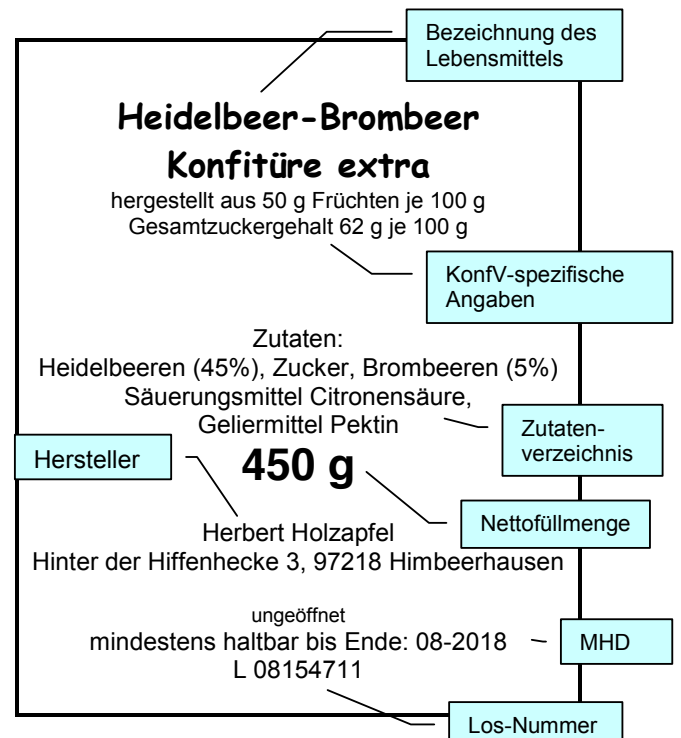 Bezeichnung des
Lebensmittels
Heidelbeer-Brombeer
Konfitüre extra
hergestellt aus 50 g Früchten je 100 g
Gesamtzuckergehalt 62 g je 100 g
KonfV-spezifische
Angaben
Zutaten:
Heidelbeeren (45%), Zucker, Brombeeren (5%)
Säuerungsmittel Citronensäure,
Geliermittel Pektin
Zutaten-
verzeichnis
Hersteller
450 g
Nettofüllmenge
Herbert Holzapfel
Hinter der Hiffenhecke 3, 97218 Himbeerhausen
ungeöffnet
mindestens haltbar bis Ende: 08-2018
MHD
L 08154711
Los-Nummer